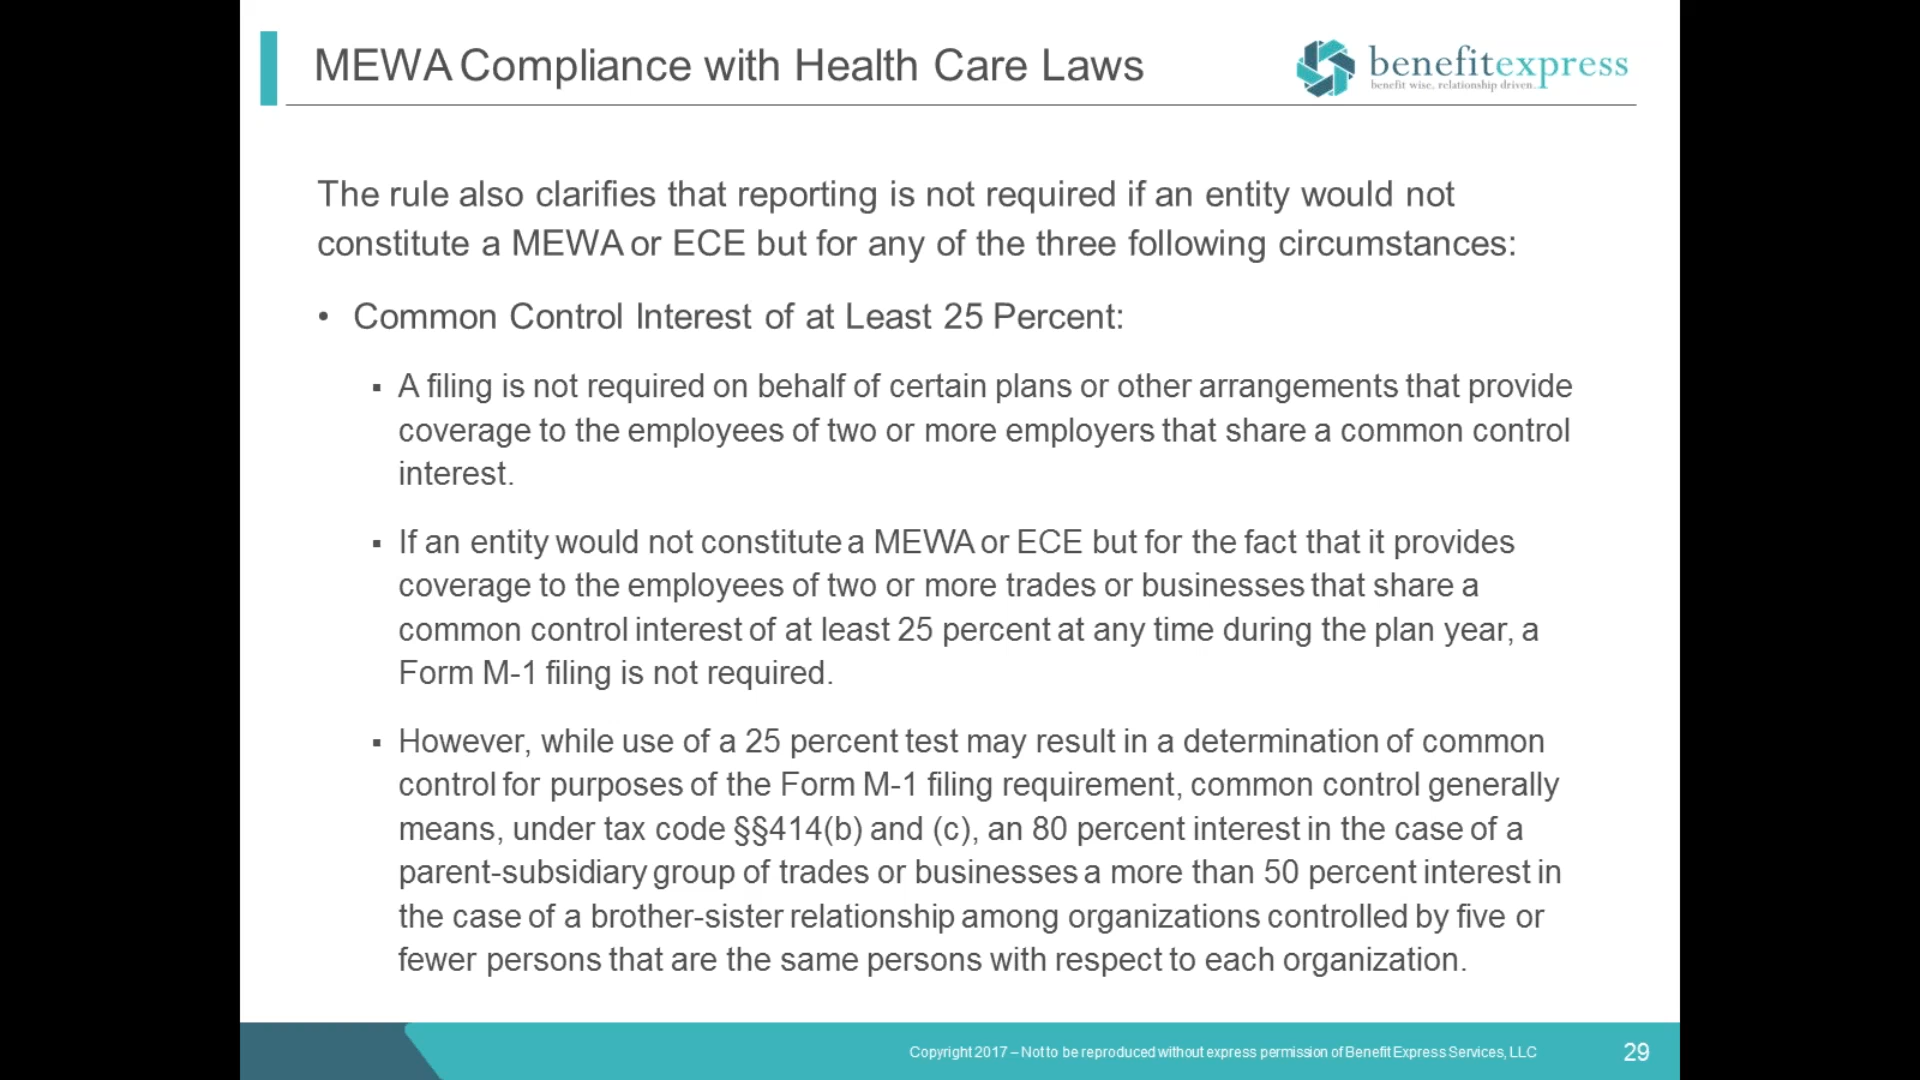 MEWA Compliance with Health Care Laws
benefitexpress
benefit wise. relationship driven.
The rule also clarifies that reporting is not required if an entity would not
constitute a MEWA or ECE but for any of the three following circumstances:
• Common Control Interest of at Least 25 Percent:
▪ A filing is not required on behalf of certain plans or other arrangements that provide
coverage to the employees of two or more employers that share a common control
interest.
▪ If an entity would not constitute a MEWA or ECE but for the fact that it provides
coverage to the employees of two or more trades or businesses that share a
common control interest of at least 25 percent at any time during the plan year, a
Form M-1 filing is not required.
▪ However, while use of a 25 percent test may result in a determination of common
control for purposes of the Form M-1 filing requirement, common control generally
means, under tax code §§414(b) and (c), an 80 percent interest in the case of a
parent-subsidiary group of trades or businesses a more than 50 percent interest in
the case of a brother-sister relationship among organizations controlled by five or
fewer persons that are the same persons with respect to each organization.
Copyright 2017 – Not to be reproduced without express permission of Benefit Express Services, LLC
29